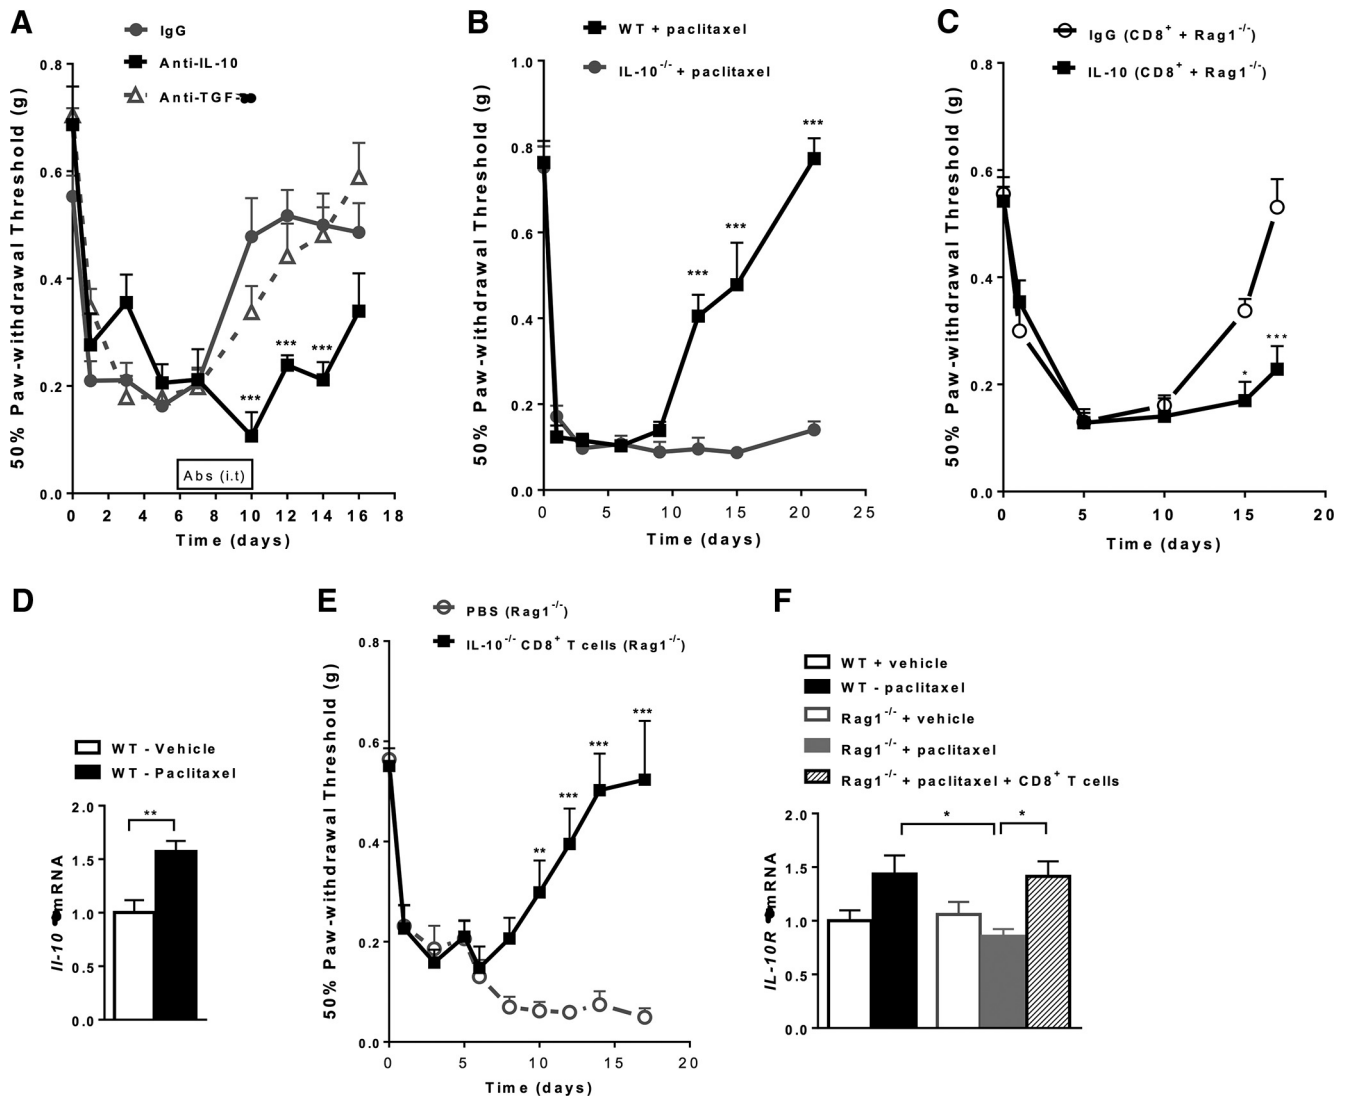 A
IgG
Anti-IL-10
Anti-TGF-
50% Paw-withdrawal Threshold (g)
0.8
0.6
0.4
0.2
0.0
***
***
***
Abs (i.t)
0 2 4 6 8 10 12 14 16 18
Time (days)
B
WT + paclitaxel
IL-10-/- + paclitaxel
50% Paw-withdrawal Threshold (g)
1.0
0.8
0.6
0.4
0.2
0.0
***
***
***
0 5 10 15 20 25
Time (days)
C
IgG (CD8+ + Rag1-/-)
IL-10 (CD8+ + Rag1-/-)
50% Paw-withdrawal Threshold (g)
0.8
0.6
0.4
0.2
0.0
*
***
0 5 10 15 20
Time (days)
D
WT - Vehicle
WT - Paclitaxel
Il-10 mRNA
2.0
1.5
1.0
0.5
0.0
**
E
PBS (Rag1-/-)
IL-10-/- CD8+ T cells (Rag1-/-)
50% Paw-withdrawal Threshold (g)
0.8
0.6
0.4
0.2
0.0
**
***
***
***
0 5 10 15 20
Time (days)
F
WT + vehicle
WT - paclitaxel
Rag1-/- + vehicle
Rag1-/- + paclitaxel
Rag1-/- + paclitaxel + CD8+ T cells
IL-10R mRNA
2.0
1.5
1.0
0.5
0.0
*
*